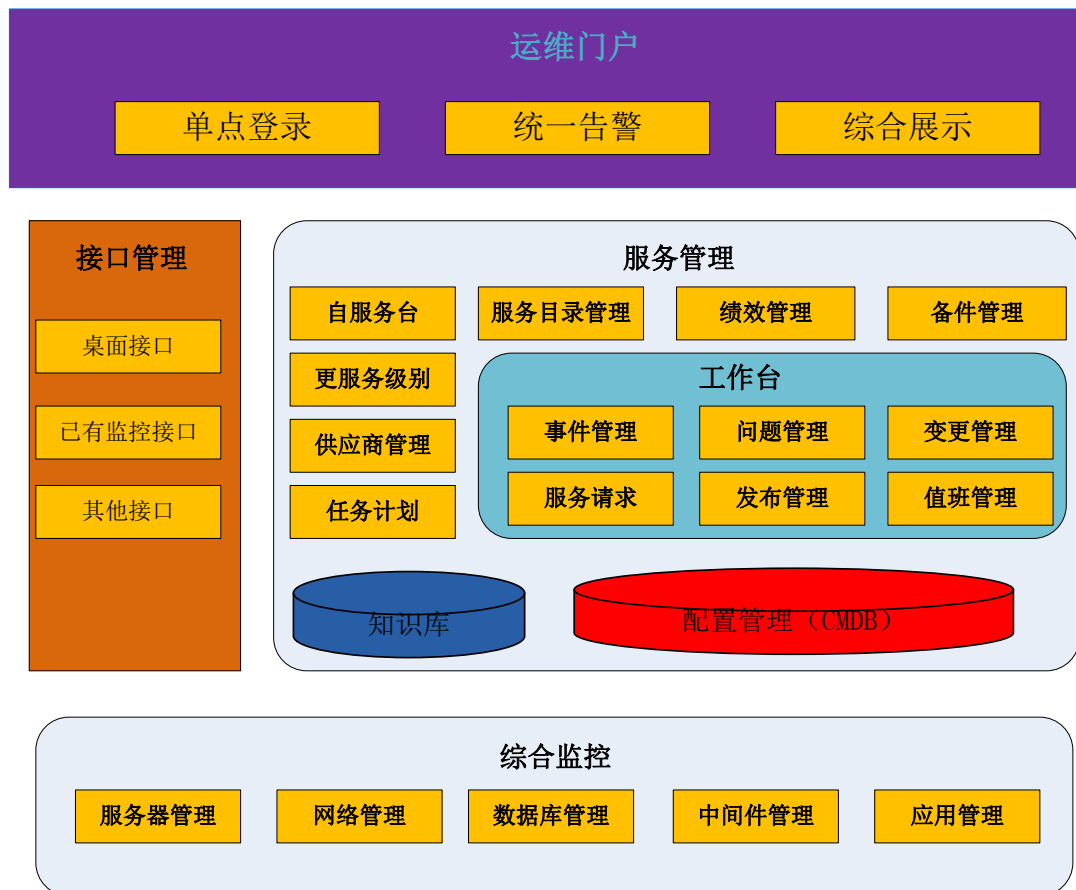 运维门户
单点登录
统一告警
综合展示
接口管理
桌面接口
已有监控接口
其他接口
服务管理
自服务台
服务目录管理
绩效管理
备件管理
更服务级别
供应商管理
任务计划
工作台
事件管理
问题管理
变更管理
服务请求
发布管理
值班管理
知识库
配置管理（CMDB）
综合监控
服务器管理
网络管理
数据库管理
中间件管理
应用管理